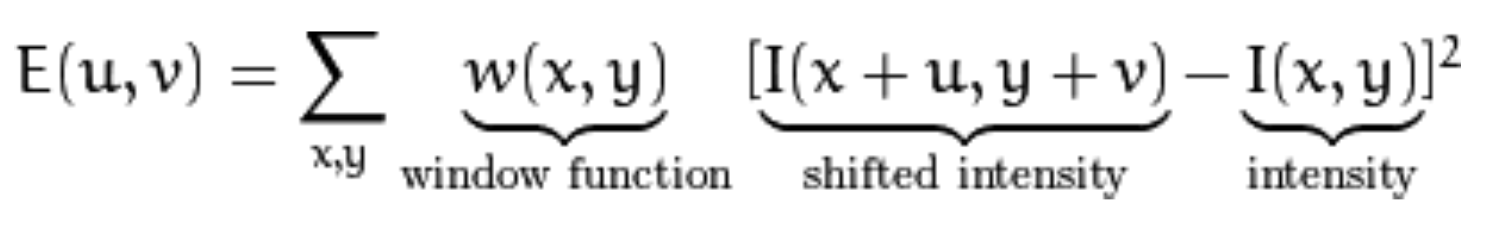 E(u, v) = ∑ w(x, y) [I(x + u, y + v) − I(x, y)]²
x,y window function shifted intensity intensity